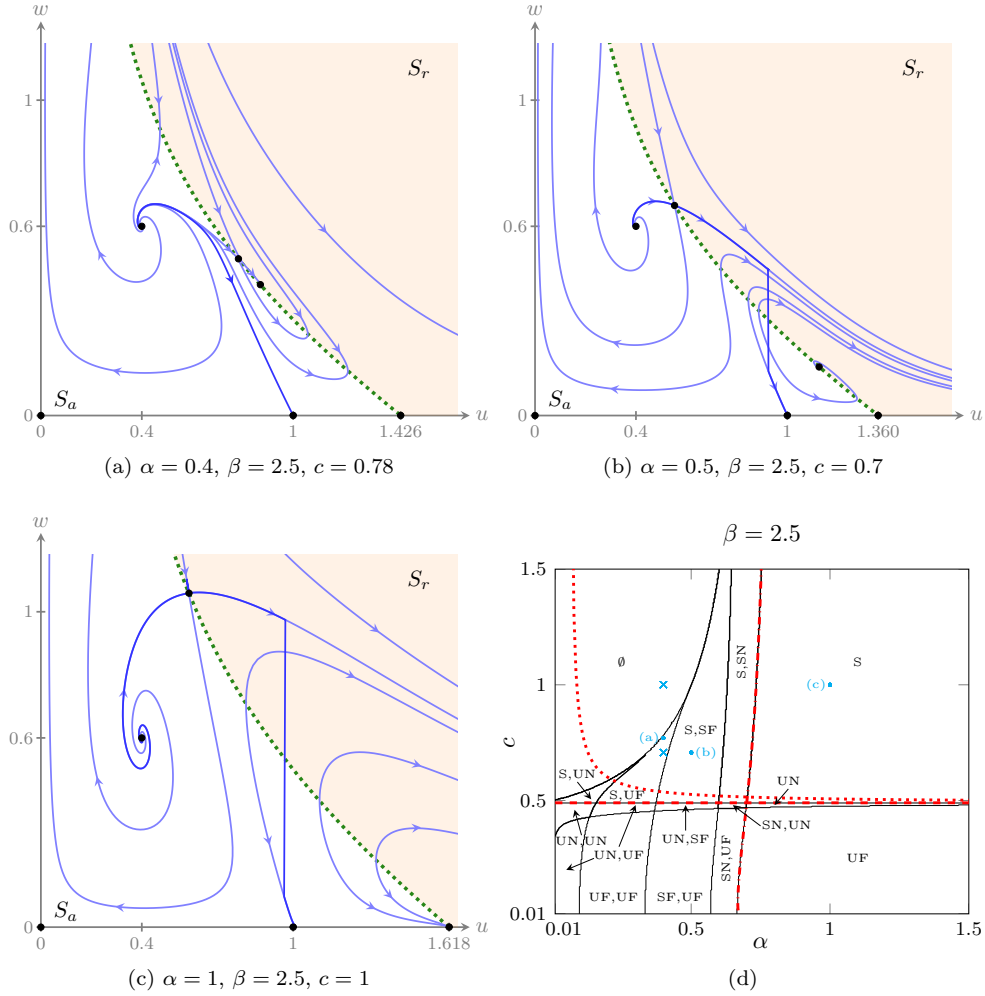 w
S_r
1
0.6
S_a
0
0
0.4
1
1.426
u
(a) α = 0.4, β = 2.5, c = 0.78
w
S_r
1
0.6
S_a
0
0
0.4
1
1.360
u
(b) α = 0.5, β = 2.5, c = 0.7
w
S_r
1
0.6
S_a
0
0
0.4
1
1.618
u
(c) α = 1, β = 2.5, c = 1
β = 2.5
1.5
∅
S,SN
S
(c)
1
S,SF
(a)
(b)
c
S,UN
UN
S,UF
0.5
SN,UN
UN,UN
UN,SF
UN,UF
SN,UF
UF
UF,UF
SF,UF
0.01
0.01
0.5
1
1.5
α
(d)